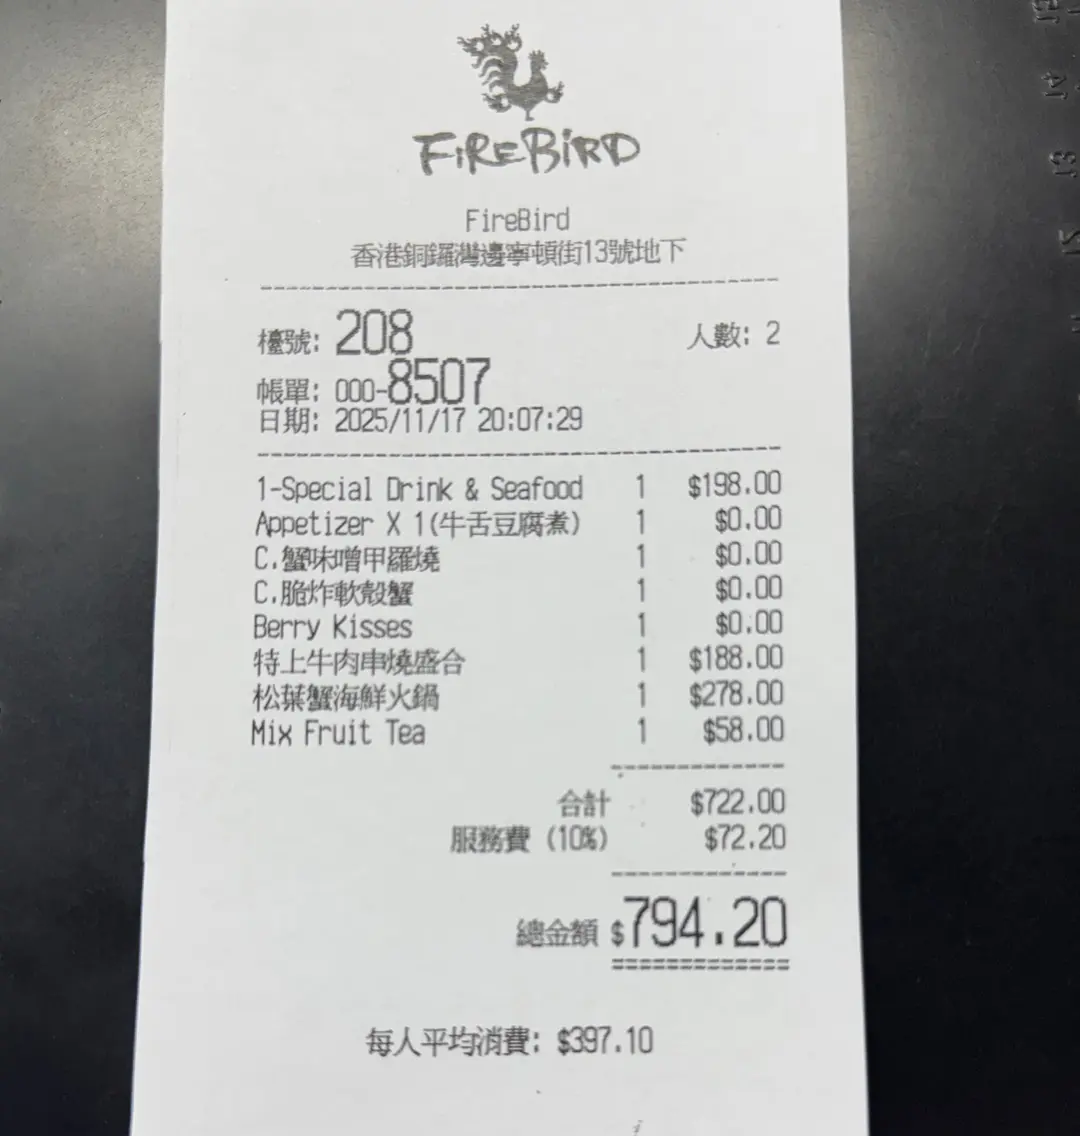 FIREBIRD
FireBird
香港銅鑼灣邊寧頓街13號地下
檯號: 208 人數: 2
帳單: 000-8507
日期: 2025/11/17 20:07:29
1-Special Drink & Seafood 1 $198.00
Appetizer X 1(牛舌豆腐煮) 1 $0.00
C.蟹味噌甲羅燒 1 $0.00
C.脆炸軟殼蟹 1 $0.00
Berry Kisses 1 $0.00
特上牛肉串燒盛合 1 $188.00
松葉蟹海鮮火鍋 1 $278.00
Mix Fruit Tea 1 $58.00
合計 $722.00
服務費 (10%) $72.20
總金額 $794.20
每人平均消費: $397.10